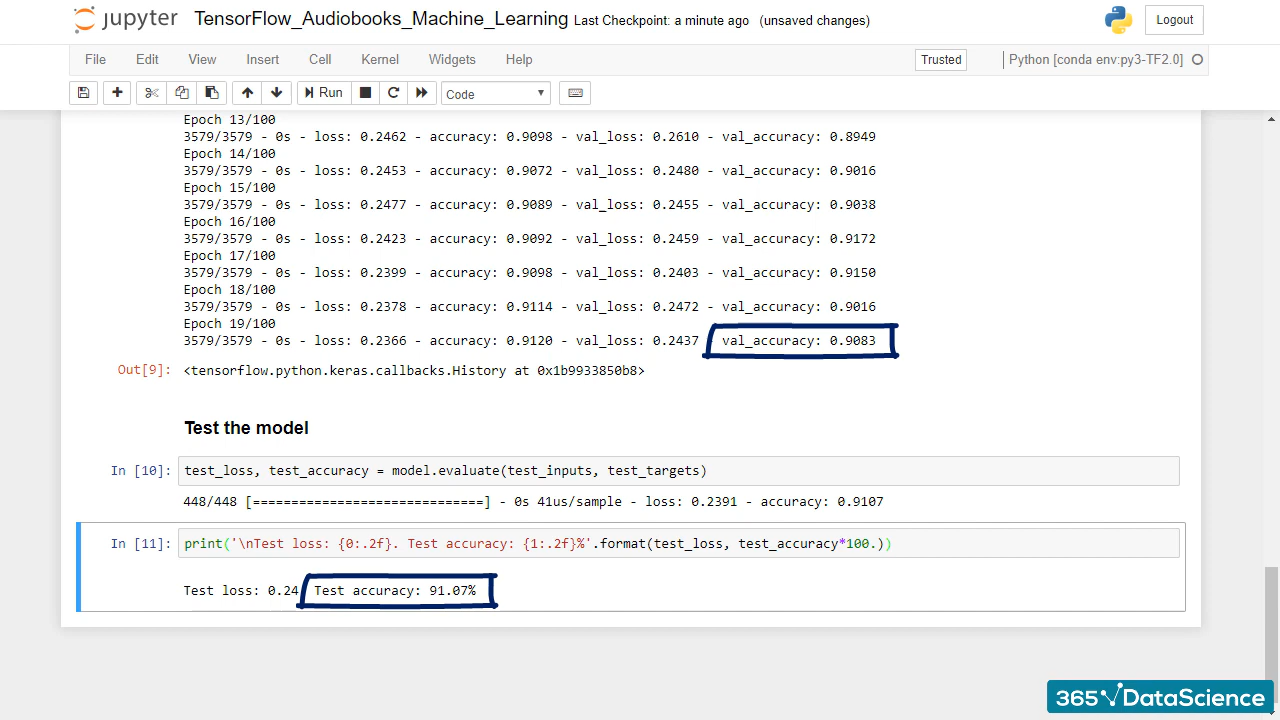 jupyter TensorFlow_Audiobooks_Machine_Learning Last Checkpoint: a minute ago (unsaved changes) Logout
File Edit View Insert Cell Kernel Widgets Help Trusted Python [conda env:py3-TF2.0]
Run Code
Epoch 13/100
3579/3579 - 0s - loss: 0.2462 - accuracy: 0.9098 - val_loss: 0.2610 - val_accuracy: 0.8949
Epoch 14/100
3579/3579 - 0s - loss: 0.2453 - accuracy: 0.9072 - val_loss: 0.2480 - val_accuracy: 0.9016
Epoch 15/100
3579/3579 - 0s - loss: 0.2477 - accuracy: 0.9089 - val_loss: 0.2455 - val_accuracy: 0.9038
Epoch 16/100
3579/3579 - 0s - loss: 0.2423 - accuracy: 0.9092 - val_loss: 0.2459 - val_accuracy: 0.9172
Epoch 17/100
3579/3579 - 0s - loss: 0.2399 - accuracy: 0.9098 - val_loss: 0.2403 - val_accuracy: 0.9150
Epoch 18/100
3579/3579 - 0s - loss: 0.2378 - accuracy: 0.9114 - val_loss: 0.2472 - val_accuracy: 0.9016
Epoch 19/100
3579/3579 - 0s - loss: 0.2366 - accuracy: 0.9120 - val_loss: 0.2437 val_accuracy: 0.9083
Out[9]: <tensorflow.python.keras.callbacks.History at 0x1b9933850b8>
Test the model
In [10]: test_loss, test_accuracy = model.evaluate(test_inputs, test_targets)
448/448 [==============================] - 0s 41us/sample - loss: 0.2391 - accuracy: 0.9107
In [11]: print('\nTest loss: {0:.2f}. Test accuracy: {1:.2f}%'.format(test_loss, test_accuracy*100.))
Test loss: 0.24 Test accuracy: 91.07%
365 DataScience